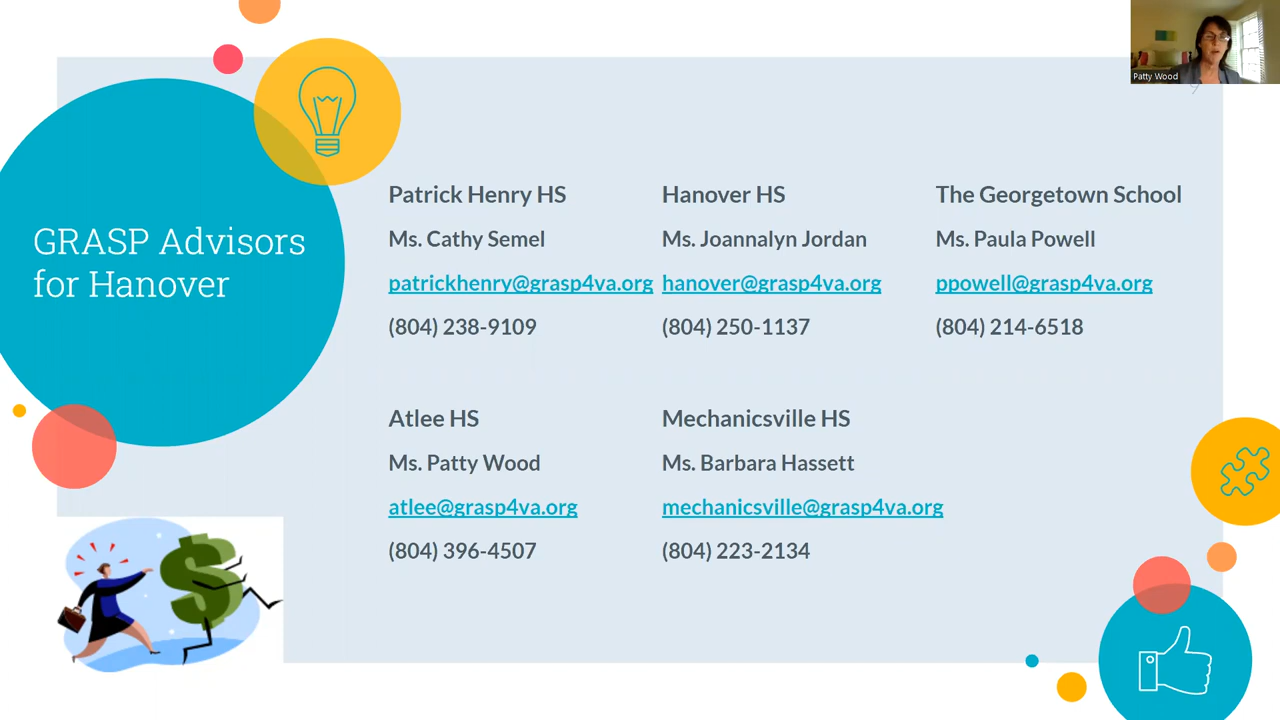 Patty Wood
GRASP Advisors
for Hanover
Patrick Henry HS
Ms. Cathy Semel
patrickhenry@grasp4va.org
(804) 238-9109
Hanover HS
Ms. Joannalyn Jordan
hanover@grasp4va.org
(804) 250-1137
The Georgetown School
Ms. Paula Powell
ppowell@grasp4va.org
(804) 214-6518
Atlee HS
Ms. Patty Wood
atlee@grasp4va.org
(804) 396-4507
Mechanicsville HS
Ms. Barbara Hassett
mechanicsville@grasp4va.org
(804) 223-2134